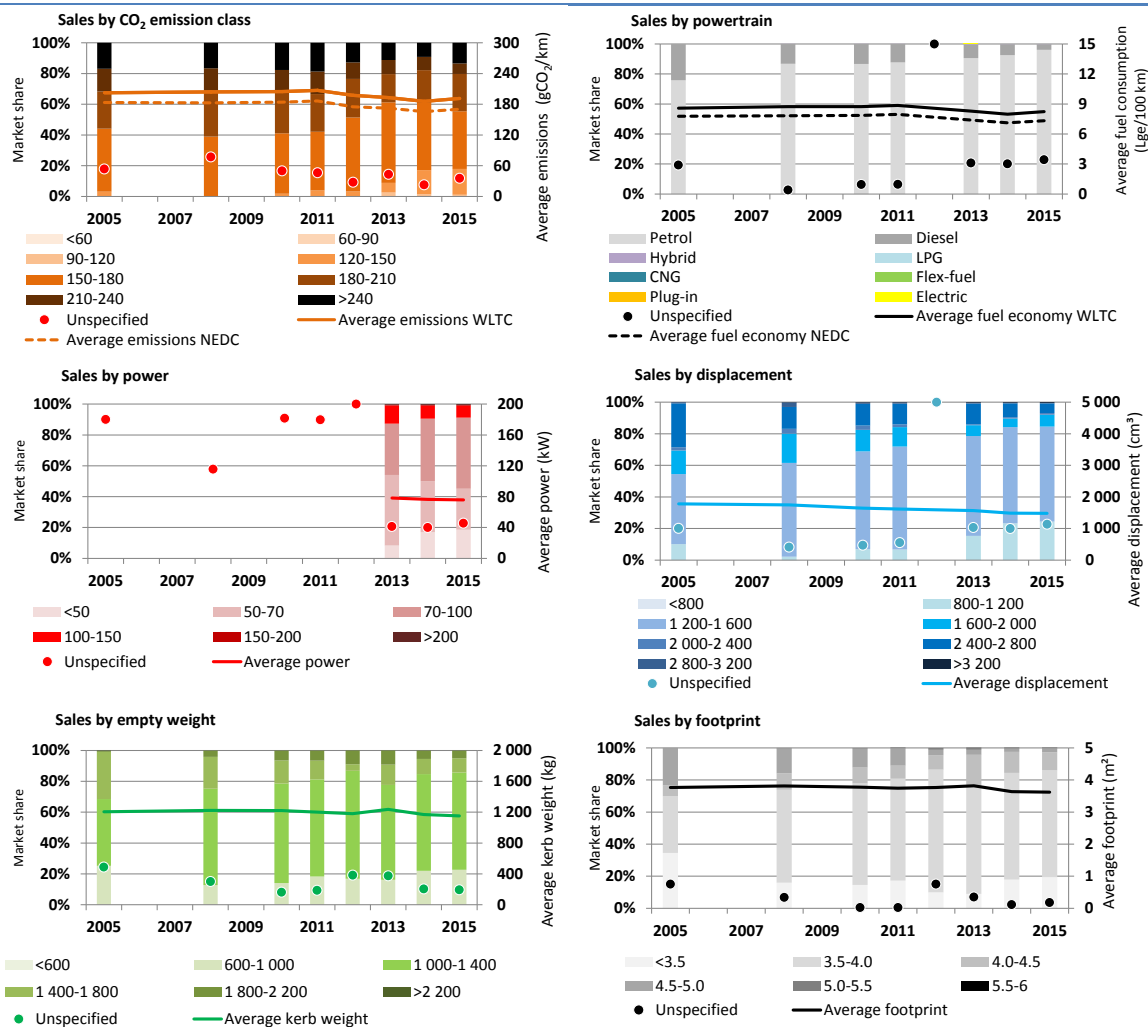 Sales by CO2 emission class
100%
80%
60%
40%
20%
0%
Market share
300
240
180
120
60
0
Average emissions (gCO2/km)
2005 2007 2009 2011 2013 2015
<60 60-90
90-120 120-150
150-180 180-210
210-240 >240
Unspecified Average emissions WLTC
Average emissions NEDC
Sales by powertrain
100%
80%
60%
40%
20%
0%
Market share
15
12
9
6
3
0
Average fuel consumption
(Lge/100 km)
2005 2007 2009 2011 2013 2015
Petrol Diesel
Hybrid LPG
CNG Flex-fuel
Plug-in Electric
Unspecified Average fuel economy WLTC
Average fuel economy NEDC
Sales by power
100%
80%
60%
40%
20%
0%
Market share
200
160
120
80
40
0
Average power (kW)
2005 2007 2009 2011 2013 2015
<50 50-70 70-100
100-150 150-200 >200
Unspecified Average power
Sales by displacement
100%
80%
60%
40%
20%
0%
Market share
5 000
4 000
3 000
2 000
1 000
0
Average displacement (cm³)
2005 2007 2009 2011 2013 2015
<800 800-1 200
1 200-1 600 1 600-2 000
2 000-2 400 2 400-2 800
2 800-3 200 >3 200
Unspecified Average displacement
Sales by empty weight
100%
80%
60%
40%
20%
0%
Market share
2 000
1 600
1 200
800
400
0
Average kerb weight (kg)
2005 2007 2009 2011 2013 2015
<600 600-1 000 1 000-1 400
1 400-1 800 1 800-2 200 >2 200
Unspecified Average kerb weight
Sales by footprint
100%
80%
60%
40%
20%
0%
Market share
5
4
3
2
1
0
Average footprint (m²)
2005 2007 2009 2011 2013 2015
<3.5 3.5-4.0 4.0-4.5
4.5-5.0 5.0-5.5 5.5-6
Unspecified Average footprint